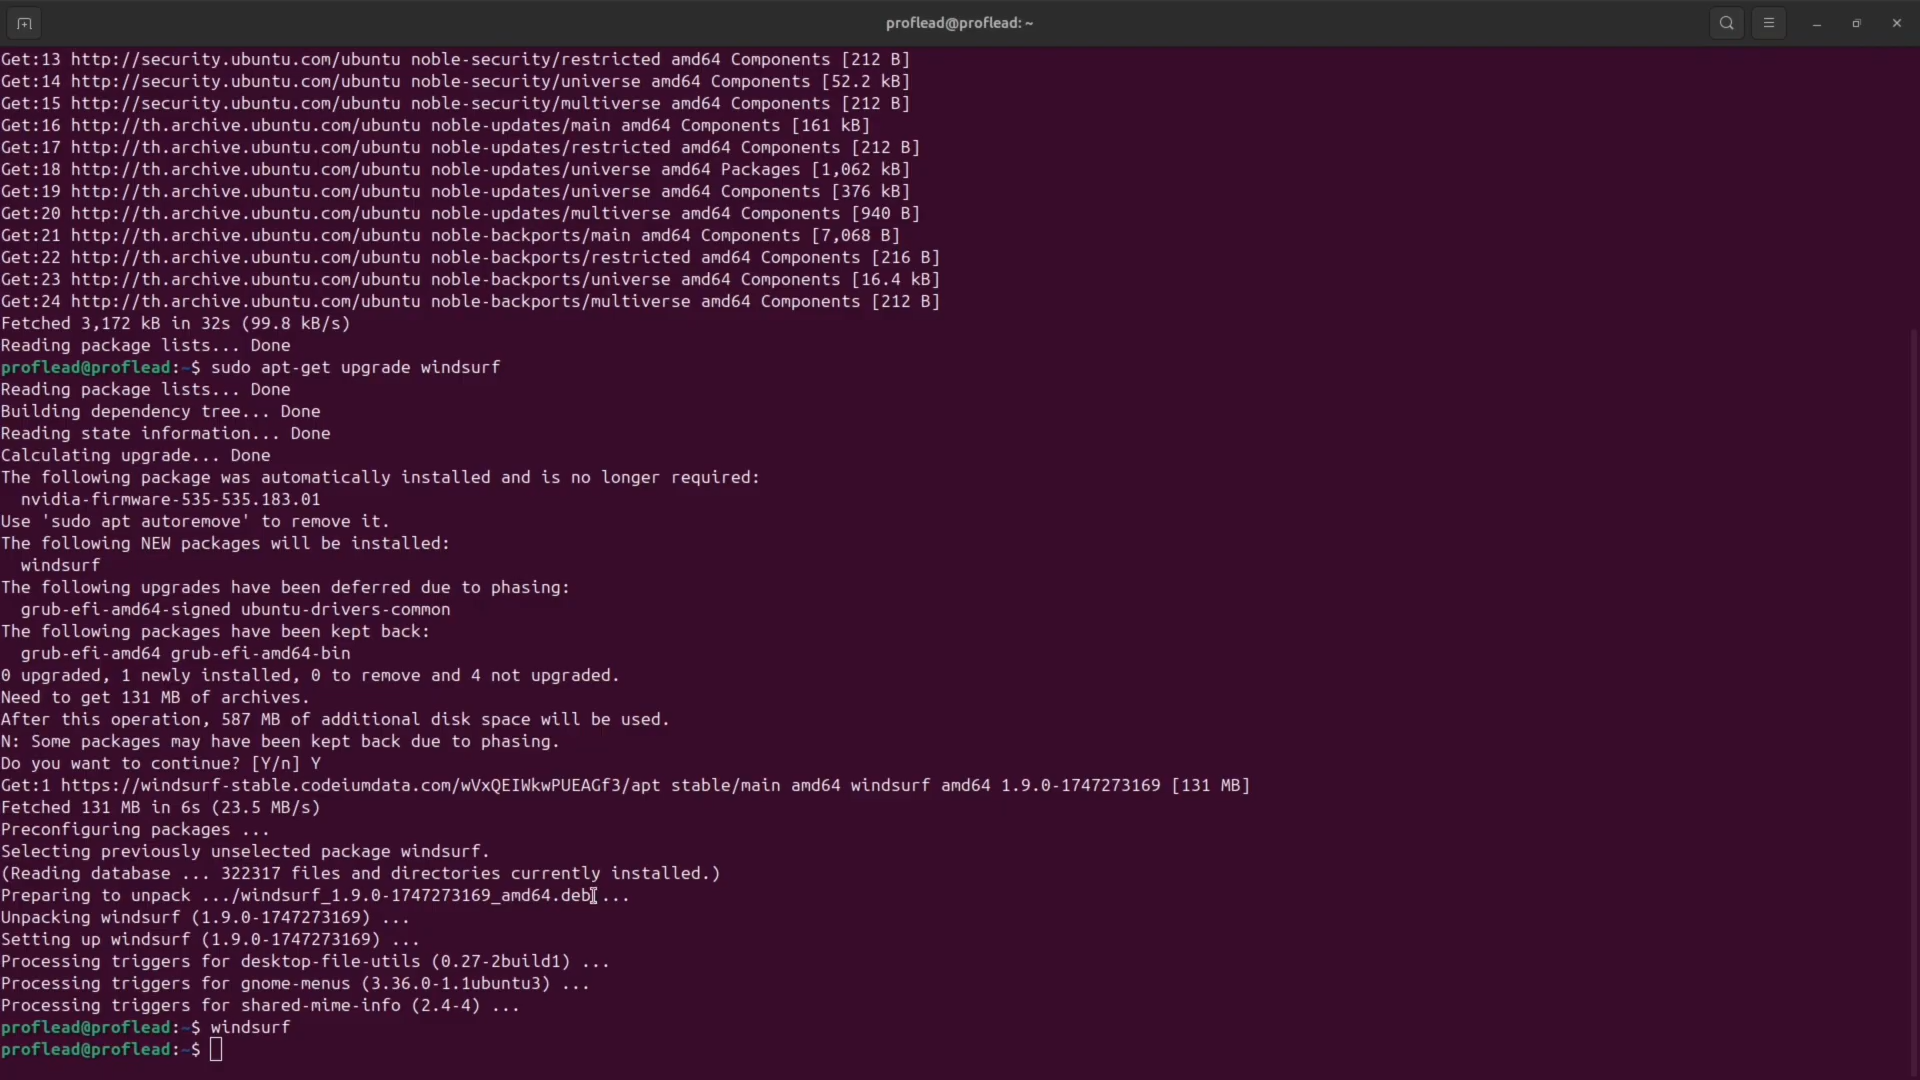 proflead@proflead: ~
Get:13 http://security.ubuntu.com/ubuntu noble-security/restricted amd64 Components [212 B]
Get:14 http://security.ubuntu.com/ubuntu noble-security/universe amd64 Components [52.2 kB]
Get:15 http://security.ubuntu.com/ubuntu noble-security/multiverse amd64 Components [212 B]
Get:16 http://th.archive.ubuntu.com/ubuntu noble-updates/main amd64 Components [161 kB]
Get:17 http://th.archive.ubuntu.com/ubuntu noble-updates/restricted amd64 Components [212 B]
Get:18 http://th.archive.ubuntu.com/ubuntu noble-updates/universe amd64 Packages [1,062 kB]
Get:19 http://th.archive.ubuntu.com/ubuntu noble-updates/universe amd64 Components [376 kB]
Get:20 http://th.archive.ubuntu.com/ubuntu noble-updates/multiverse amd64 Components [940 B]
Get:21 http://th.archive.ubuntu.com/ubuntu noble-backports/main amd64 Components [7,068 B]
Get:22 http://th.archive.ubuntu.com/ubuntu noble-backports/restricted amd64 Components [216 B]
Get:23 http://th.archive.ubuntu.com/ubuntu noble-backports/universe amd64 Components [16.4 kB]
Get:24 http://th.archive.ubuntu.com/ubuntu noble-backports/multiverse amd64 Components [212 B]
Fetched 3,172 kB in 32s (99.8 kB/s)
Reading package lists... Done
proflead@proflead:~$ sudo apt-get upgrade windsurf
Reading package lists... Done
Building dependency tree... Done
Reading state information... Done
Calculating upgrade... Done
The following package was automatically installed and is no longer required:
  nvidia-firmware-535-535.183.01
Use 'sudo apt autoremove' to remove it.
The following NEW packages will be installed:
  windsurf
The following upgrades have been deferred due to phasing:
  grub-efi-amd64-signed ubuntu-drivers-common
The following packages have been kept back:
  grub-efi-amd64 grub-efi-amd64-bin
0 upgraded, 1 newly installed, 0 to remove and 4 not upgraded.
Need to get 131 MB of archives.
After this operation, 587 MB of additional disk space will be used.
N: Some packages may have been kept back due to phasing.
Do you want to continue? [Y/n] Y
Get:1 https://windsurf-stable.codeiumdata.com/wVxQEIWkwPUEAGf3/apt stable/main amd64 windsurf amd64 1.9.0-1747273169 [131 MB]
Fetched 131 MB in 6s (23.5 MB/s)
Preconfiguring packages ...
Selecting previously unselected package windsurf.
(Reading database ... 322317 files and directories currently installed.)
Preparing to unpack .../windsurf_1.9.0-1747273169_amd64.deb ...
Unpacking windsurf (1.9.0-1747273169) ...
Setting up windsurf (1.9.0-1747273169) ...
Processing triggers for desktop-file-utils (0.27-2build1) ...
Processing triggers for gnome-menus (3.36.0-1.1ubuntu3) ...
Processing triggers for shared-mime-info (2.4-4) ...
proflead@proflead:~$ windsurf
proflead@proflead:~$